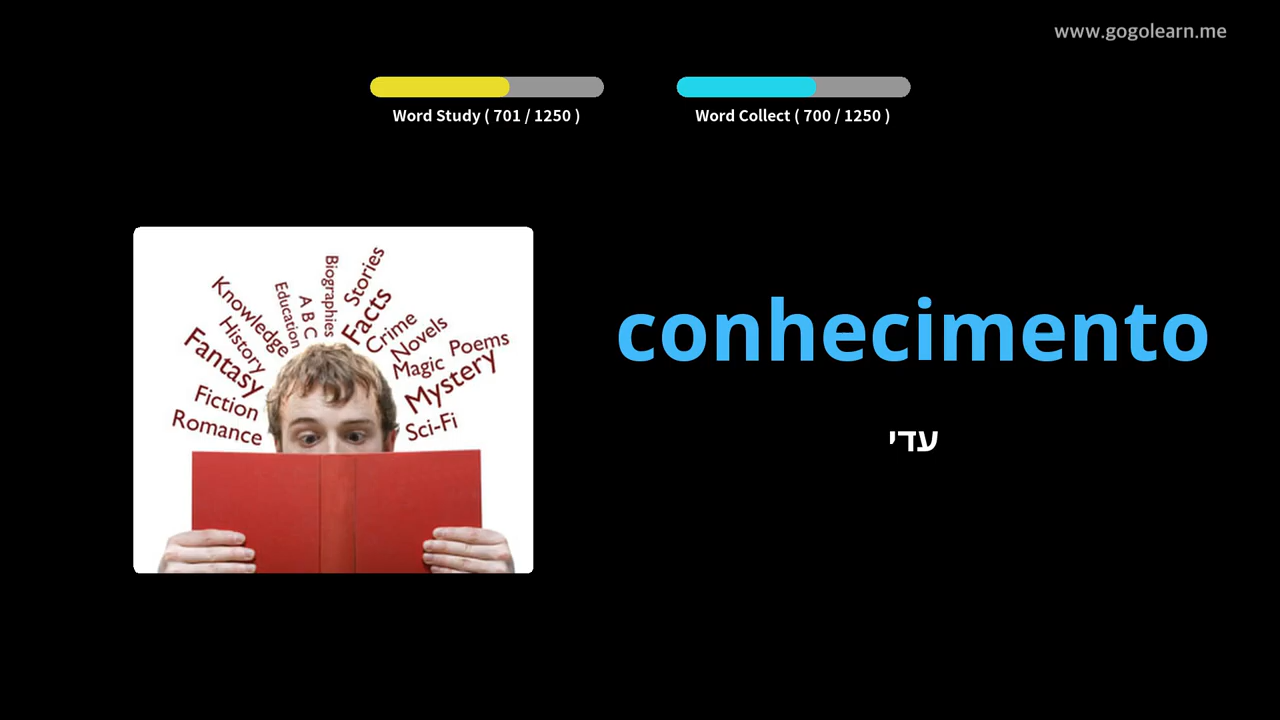 www.gogolearn.me
Word Study ( 701 / 1250 )
Word Collect ( 700 / 1250 )
Knowledge
Education
A B C
Biographies
Stories
Facts
Crime
Novels
Poems
History
Magic
Fantasy
Mystery
Fiction
Romance
Sci-Fi
conhecimento
עדי